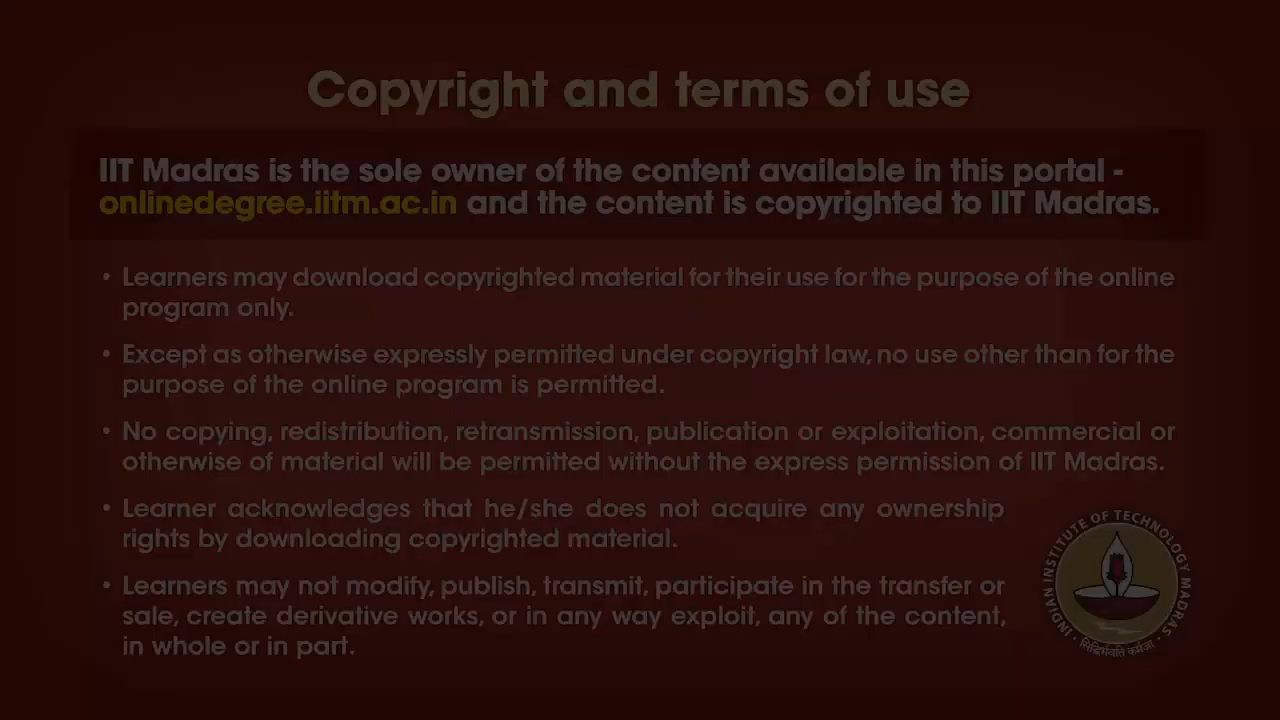 Copyright and terms of use
IIT Madras is the sole owner of the content available in this portal -
onlinedegree.iitm.ac.in and the content is copyrighted to IIT Madras.
• Learners may download copyrighted material for their use for the purpose of the online
program only.
• Except as otherwise expressly permitted under copyright law, no use other than for the
purpose of the online program is permitted.
• No copying, redistribution, retransmission, publication or exploitation, commercial or
otherwise of material will be permitted without the express permission of IIT Madras.
• Learner acknowledges that he/she does not acquire any ownership
rights by downloading copyrighted material.
• Learners may not modify, publish, transmit, participate in the transfer or
sale, create derivative works, or in any way exploit, any of the content,
in whole or in part.
INDIAN INSTITUTE OF TECHNOLOGY MADRAS
सिद्धिर्भवति कर्मजा